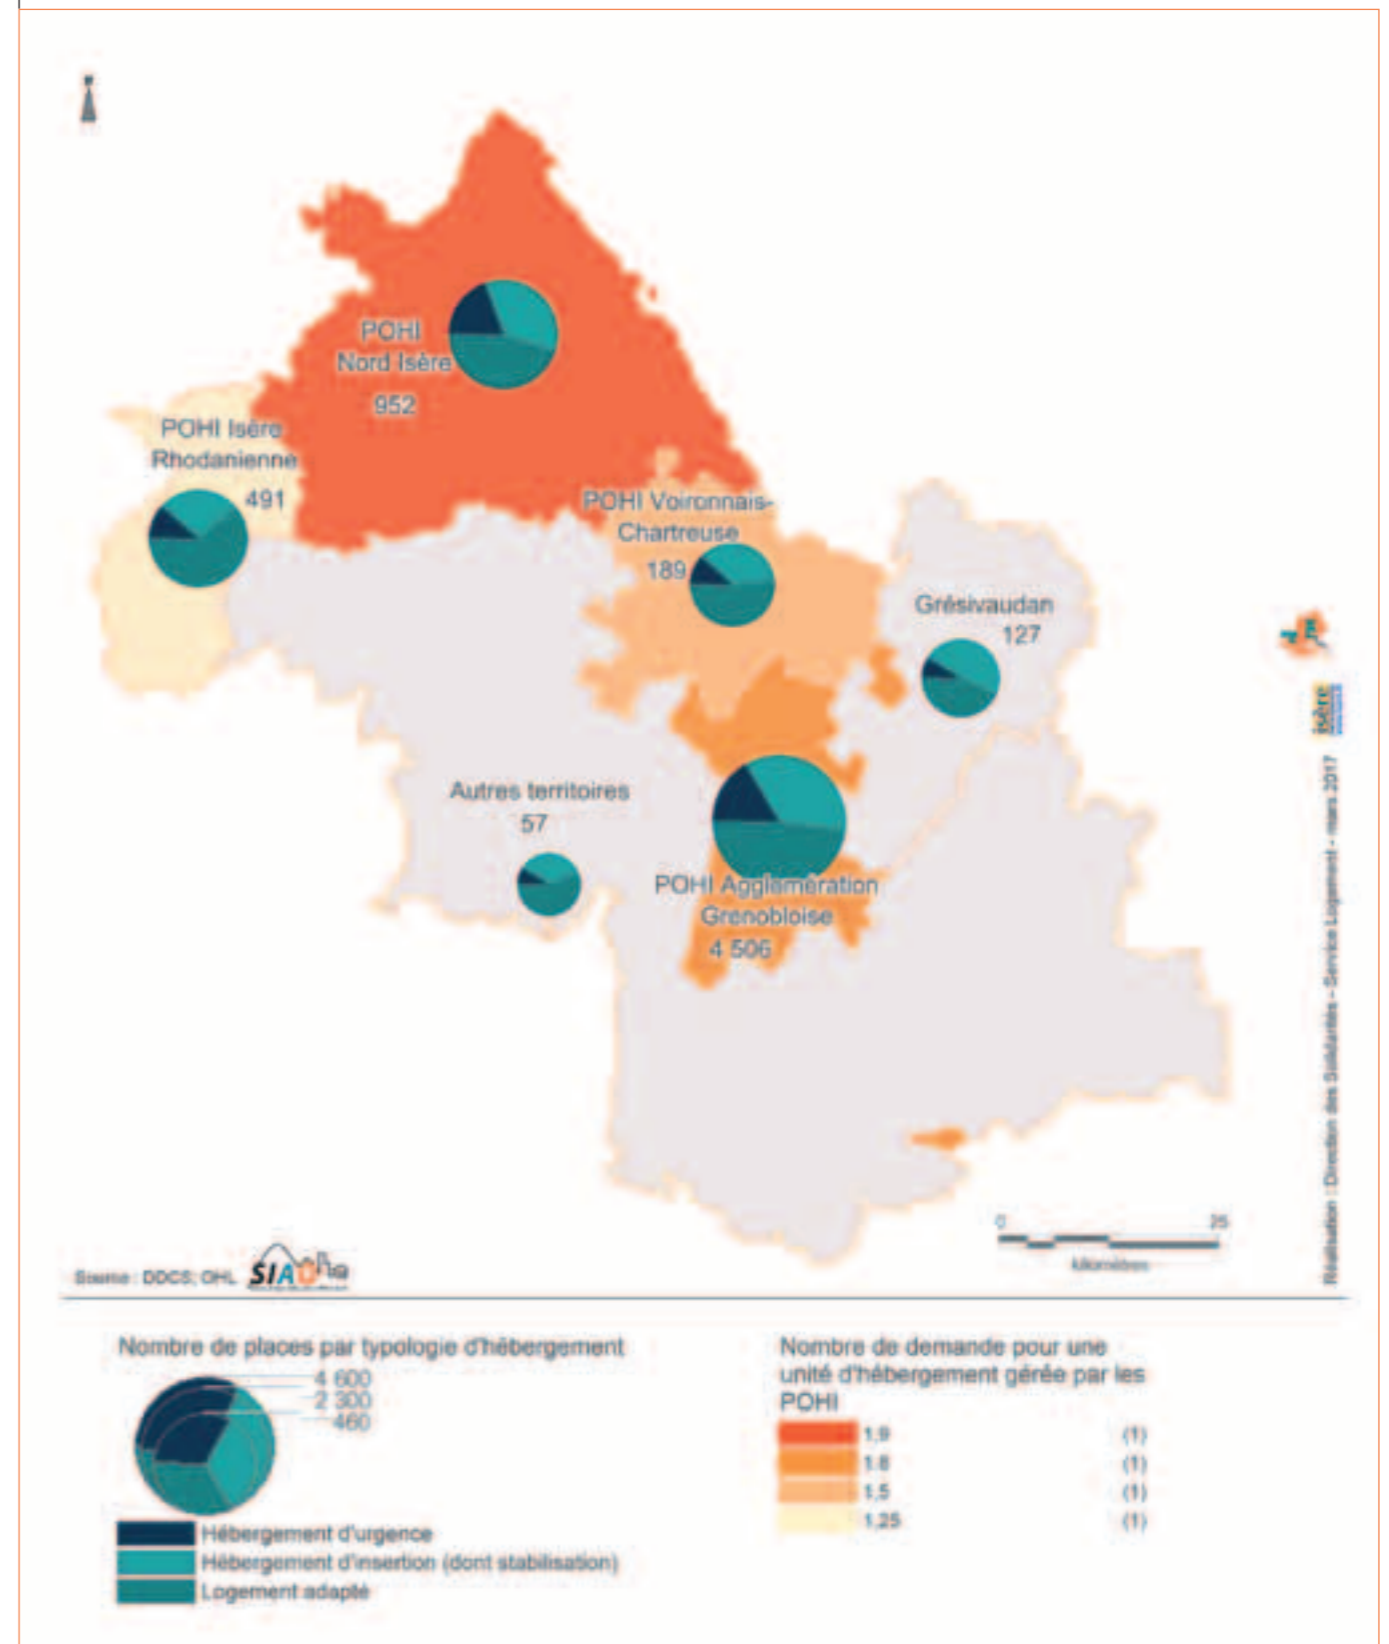 POHI
Nord Isère
952
POHI Isère
Rhodanienne
491
POHI Voironnais-
Chartreuse
189
Grésivaudan
127
Autres territoires
57
POHI Agglomération
Grenobloise
4 506
isère
Réalisation : Direction des Solidarités - Service Logement - mars 2017
0 25
kilomètres
Source : DDCS, OHL
SIAO
Nombre de places par typologie d'hébergement
4 600
2 300
460
Hébergement d'urgence
Hébergement d'insertion (dont stabilisation)
Logement adapté
Nombre de demande pour une
unité d'hébergement gérée par les
POHI
1,9 (1)
1,8 (1)
1,5 (1)
1,25 (1)